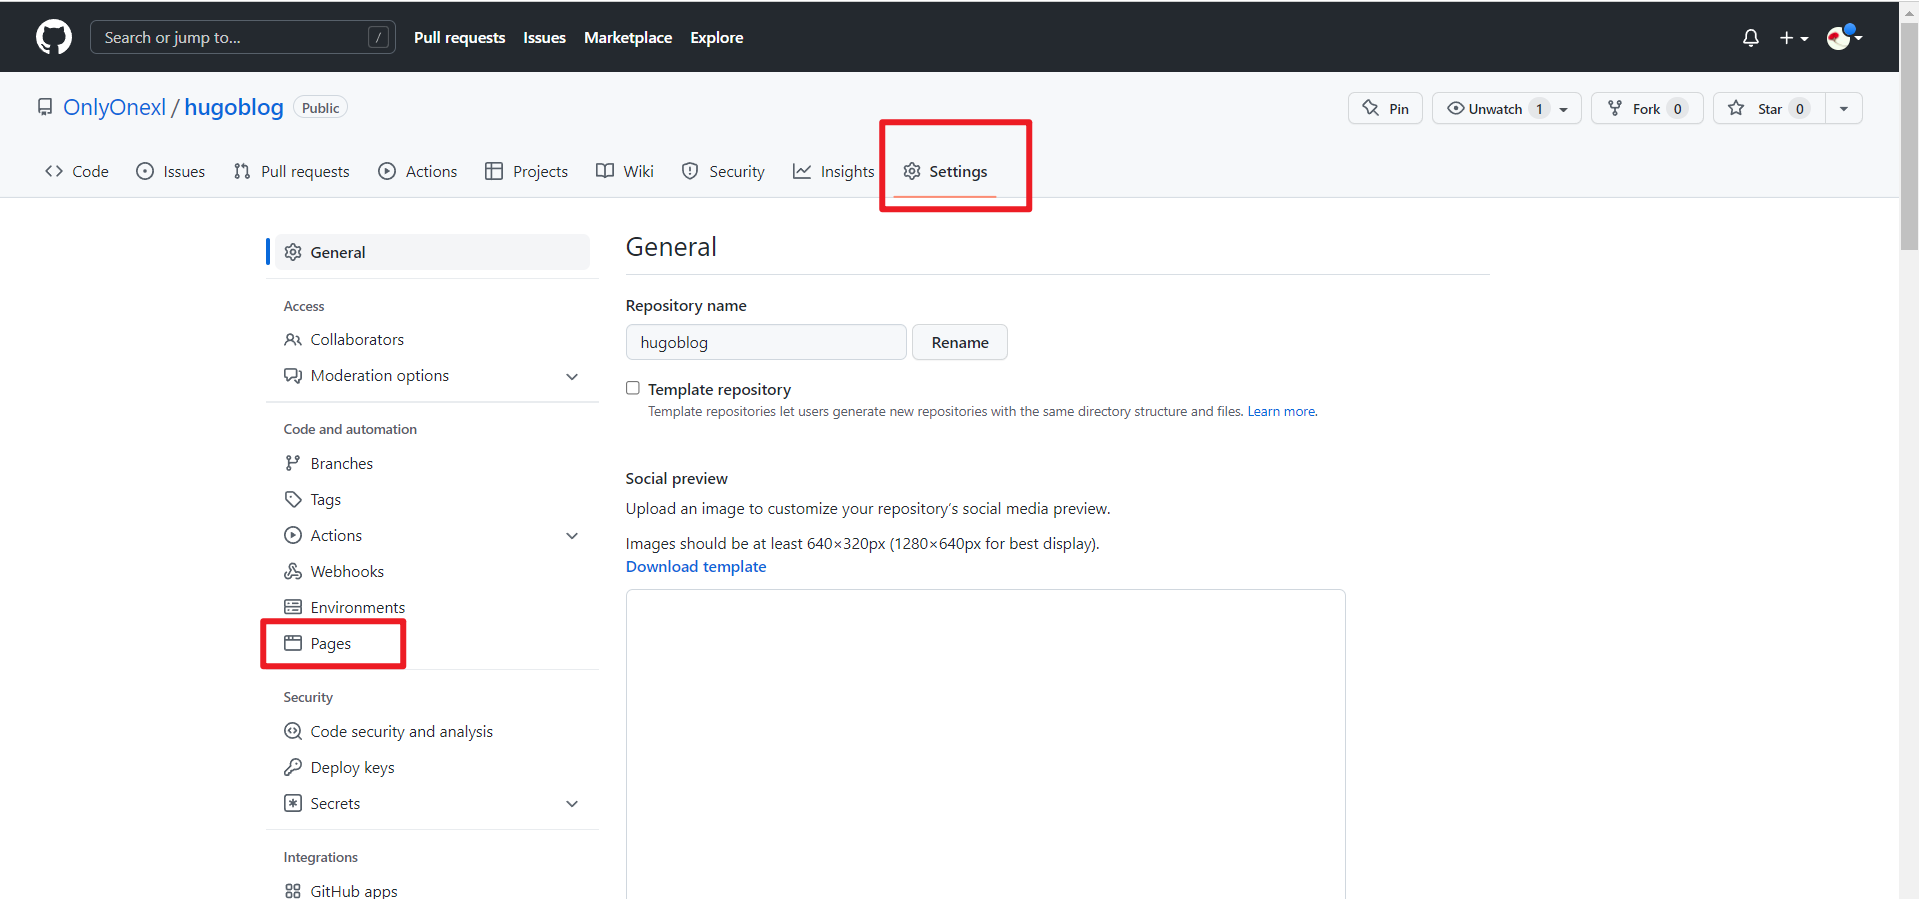 Search or jump to... /
Pull requests Issues Marketplace Explore
OnlyOnexl / hugoblog Public
Pin Unwatch 1 Fork 0 Star 0
Code Issues Pull requests Actions Projects Wiki Security Insights Settings
General
Access
Collaborators
Moderation options
Code and automation
Branches
Tags
Actions
Webhooks
Environments
Pages
Security
Code security and analysis
Deploy keys
Secrets
Integrations
GitHub apps
General
Repository name
hugoblog Rename
Template repository
Template repositories let users generate new repositories with the same directory structure and files. Learn more.
Social preview
Upload an image to customize your repository’s social media preview.
Images should be at least 640×320px (1280×640px for best display).
Download template